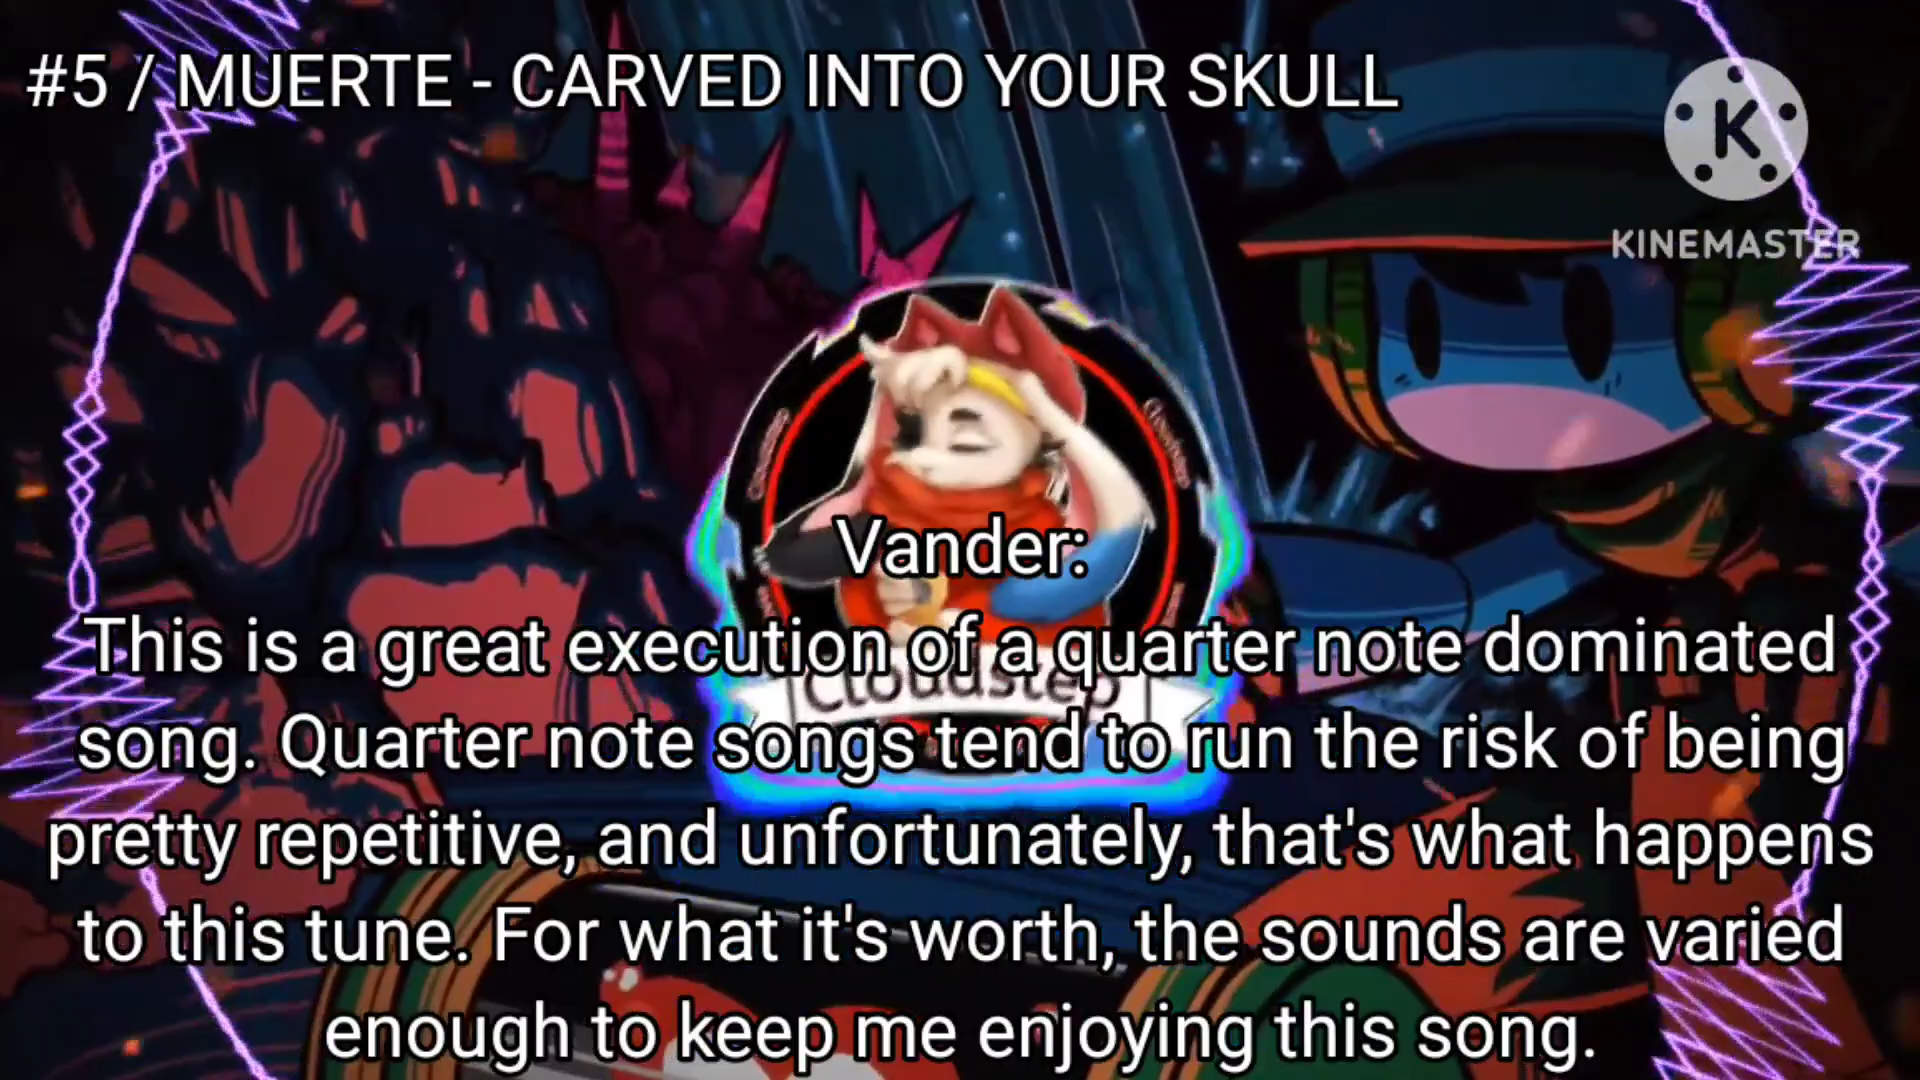 #5 / MUERTE - CARVED INTO YOUR SKULL
KINEMASTER
Vander:
This is a great execution of a quarter note dominated
Cloudstep
song. Quarter note songs tend to run the risk of being
pretty repetitive, and unfortunately, that's what happens
to this tune. For what it's worth, the sounds are varied
enough to keep me enjoying this song.